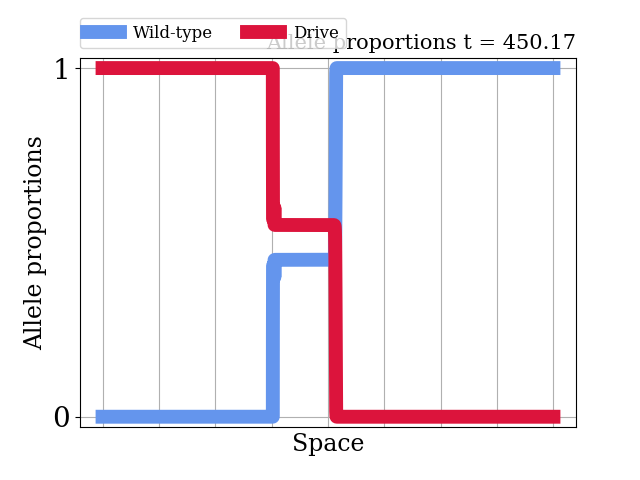 Wild-type Drive
Allele proportions t = 450.17
1
Allele proportions
0
Space